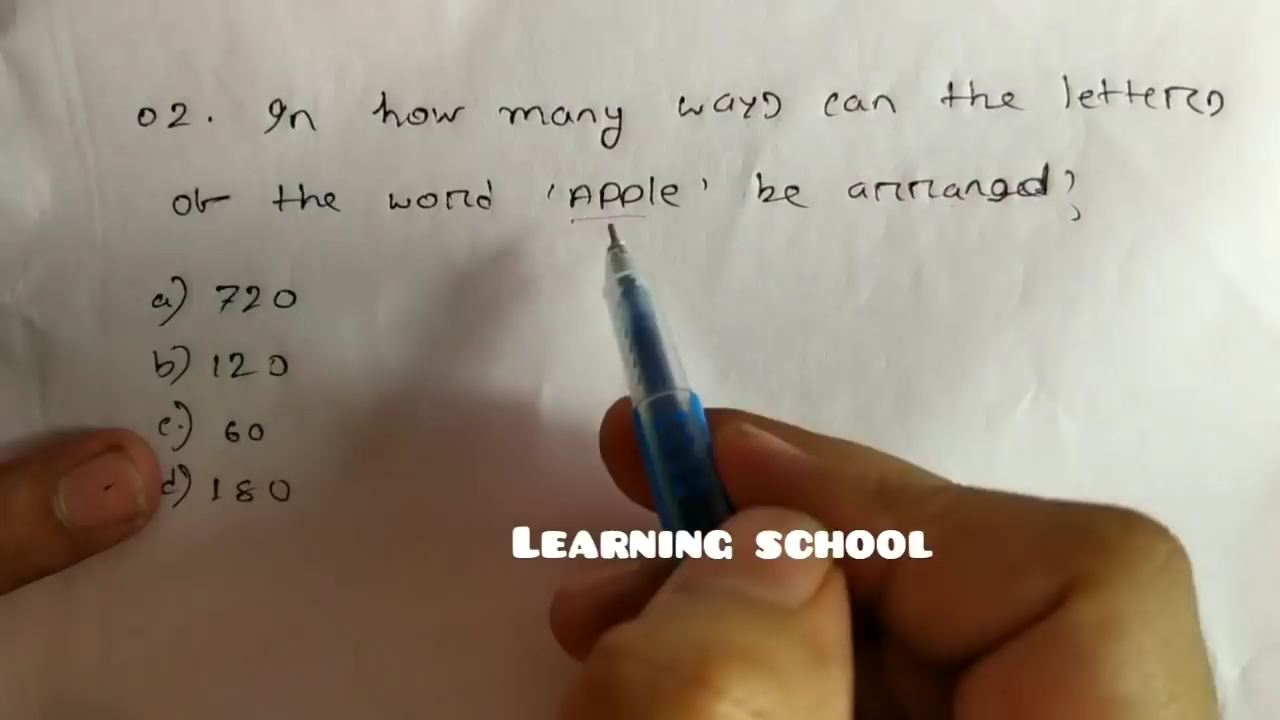 02. In how many ways can the letters
of the word 'APPle' be arranged;
a) 720
b) 120
c) 60
d) 180
LEARNING SCHOOL